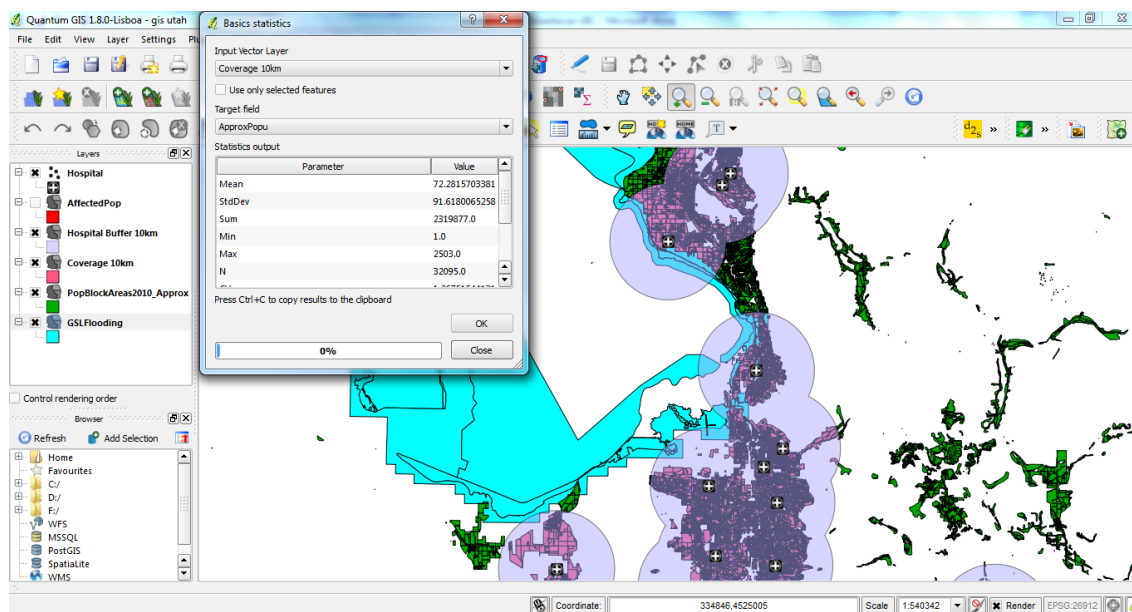 Quantum GIS 1.8.0-Lisboa - gis utah
File Edit View Layer Settings
Basics statistics
Input Vector Layer
Coverage 10km
Use only selected features
Target field
ApproxPopu
Statistics output
Parameter Value
Mean 72.2815703381
StdDev 91.6180065258
Sum 2319877.0
Min 1.0
Max 2503.0
N 32095.0
Press Ctrl+C to copy results to the clipboard
OK
0% Close
Layers
Hospital
AffectedPop
Hospital Buffer 10km
Coverage 10km
PopBlockAreas2010_Approx
GSLFlooding
Control rendering order
Browser
Refresh Add Selection
Home
Favourites
C:/
D:/
F:/
WFS
MSSQL
PostGIS
SpatiaLite
WMS
HOME HOME T
Coordinate: 334846,4525005 Scale 1:540342 Render EPSG:26912